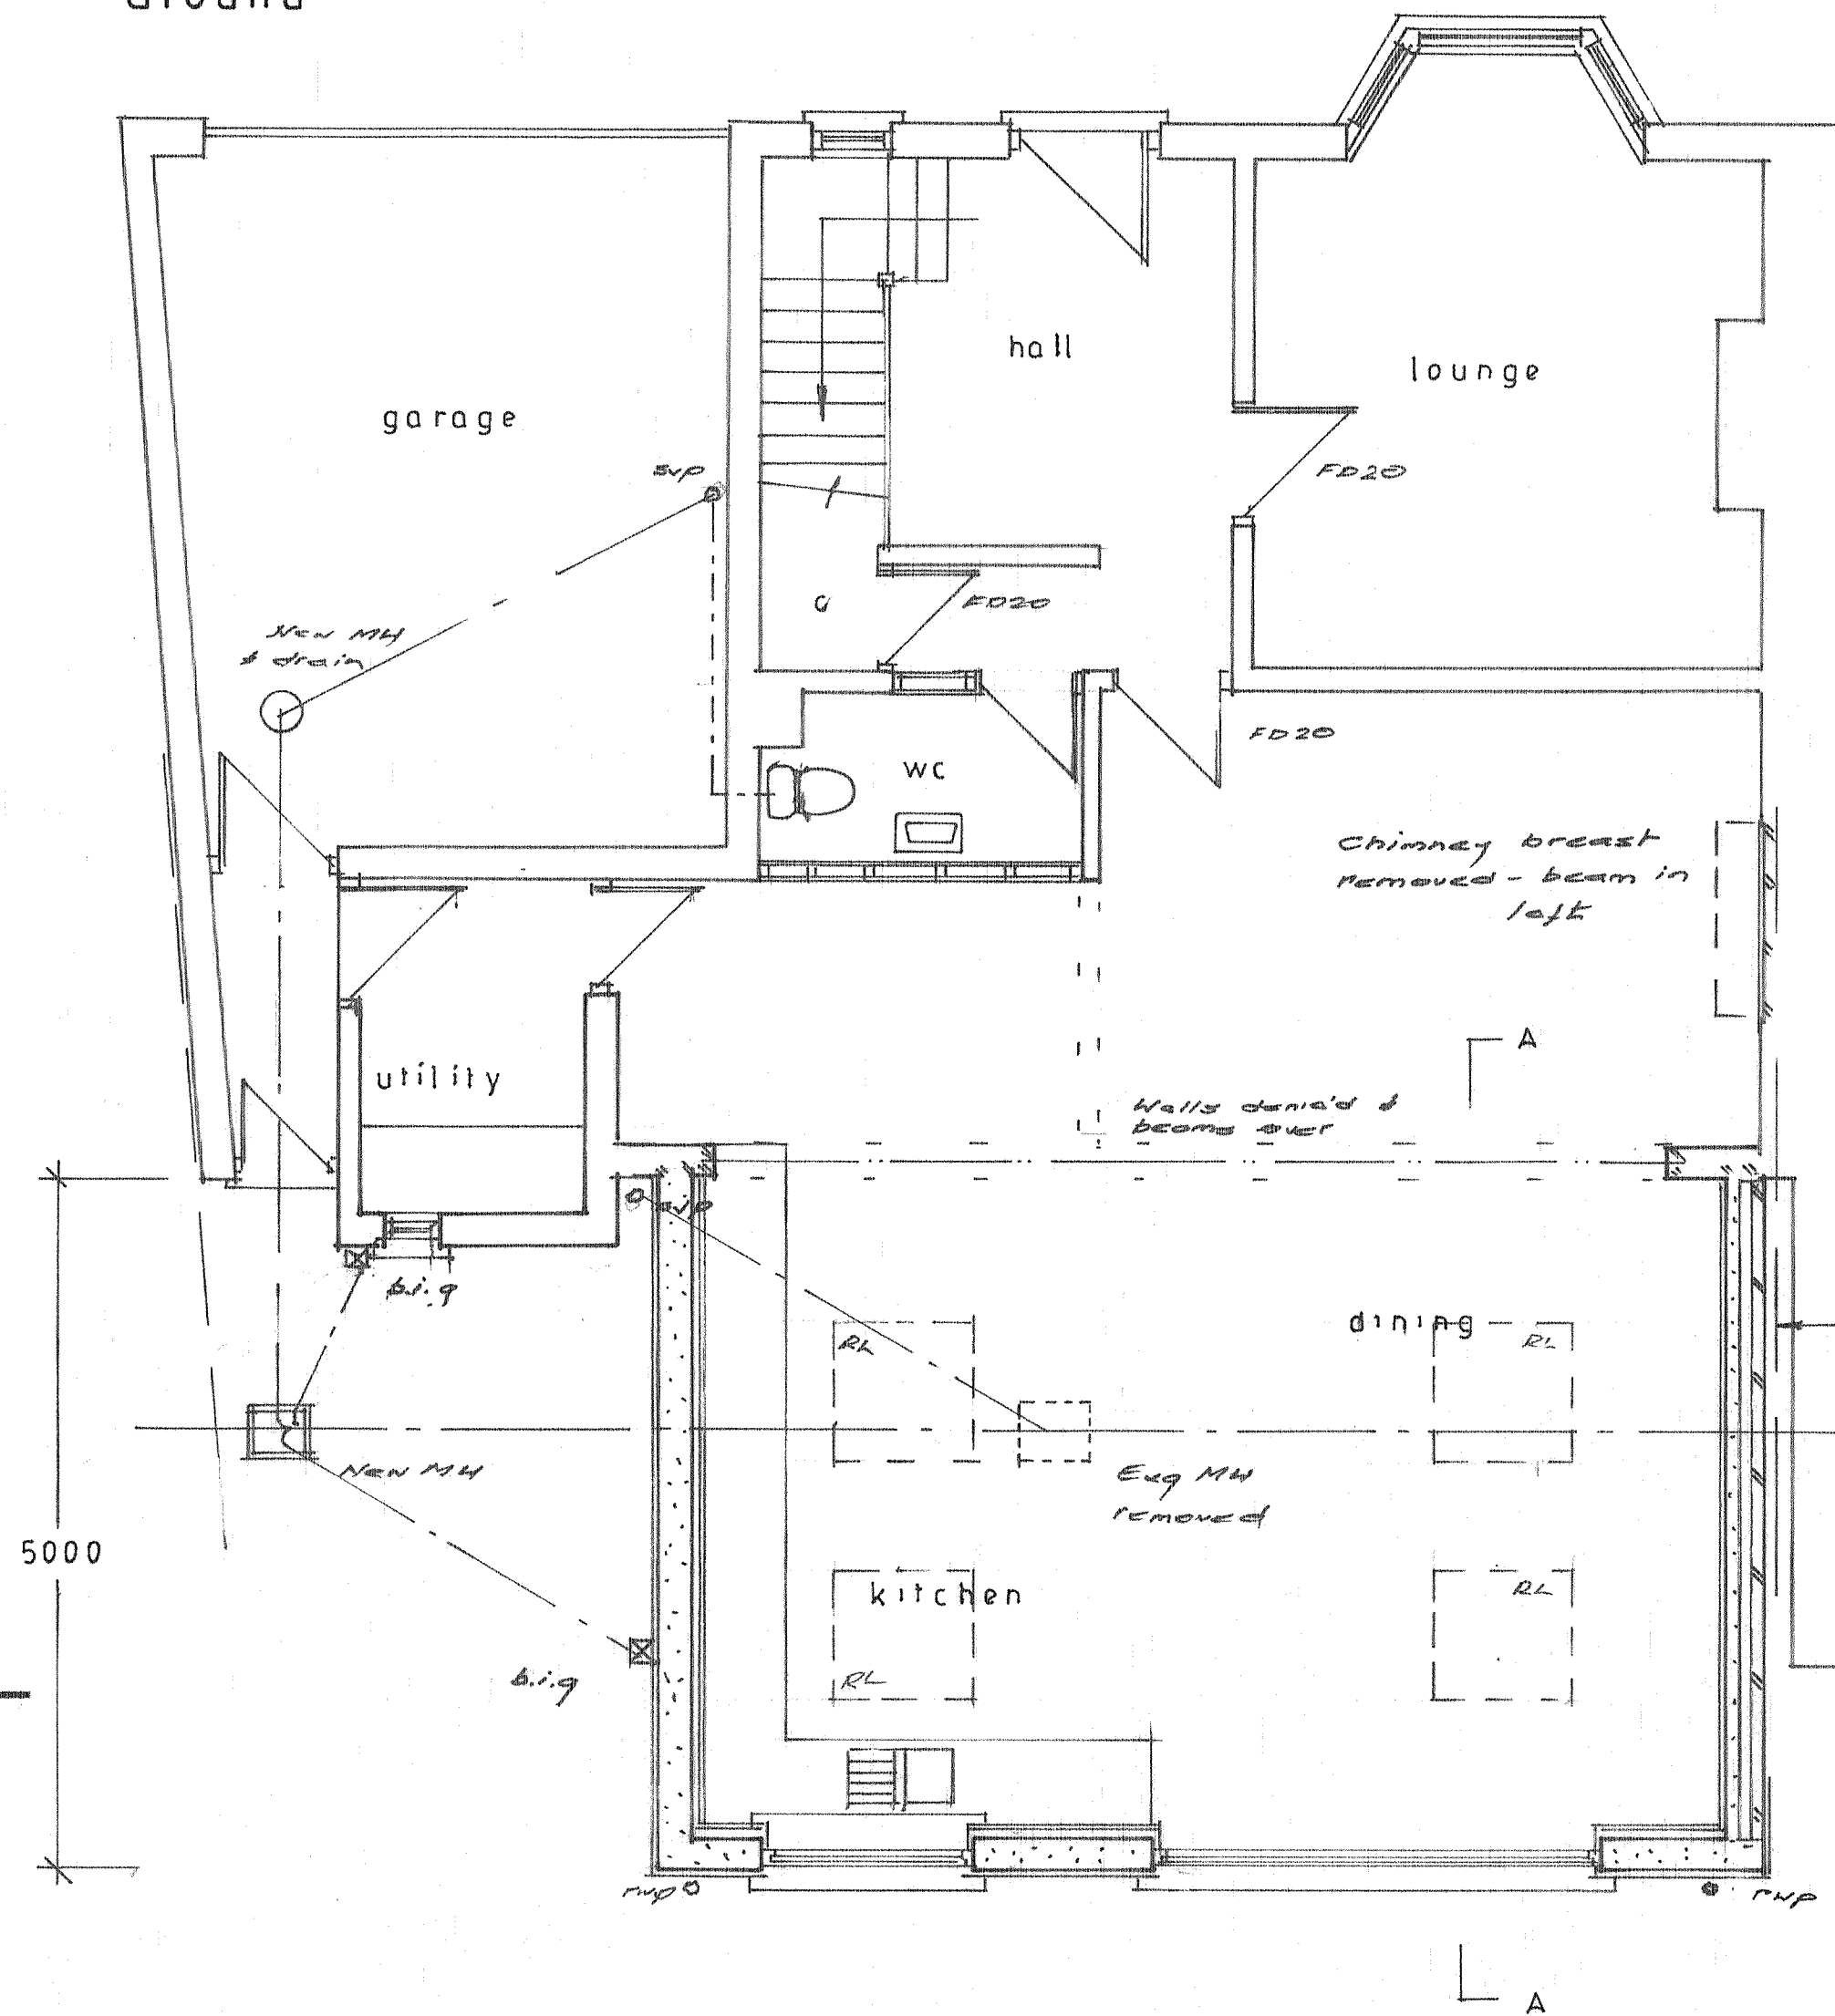 Ground
hall
lounge
garage
svp
FD20
FD20
c
New MH
& drain
FD20
wc
Chimney breast
removed - beam in
loft
A
utility
Walls demo'd &
beams over
svp
b.i.g
dining
RL
RL
New MH
Exg MH
removed
5000
kitchen
RL
RL
b.i.g
rwp
rwp
A